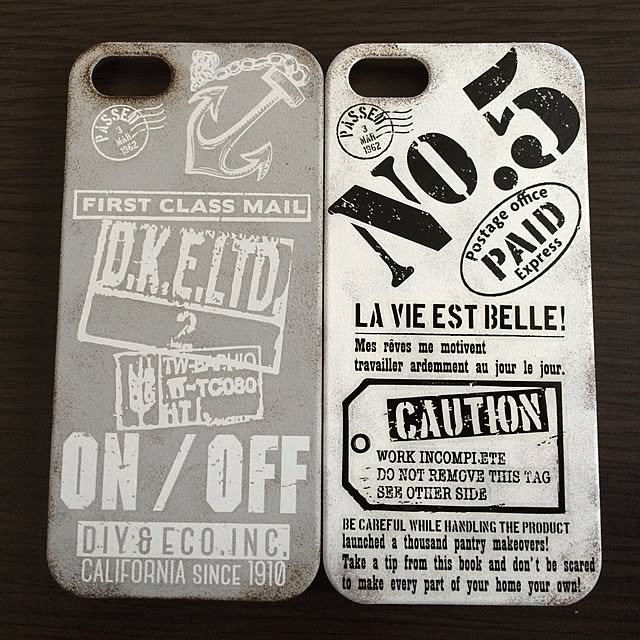 PASSED!
3
MAR
1962
FIRST CLASS MAIL
D.K.E.LTD.
2
ON / OFF
DIY & ECO.INC.
CALIFORNIA SINCE 1910
PASSED!
3
MAR
1962
NO.5
Postage office
PAID
Express
LA VIE EST BELLE!
Mes rêves me motivent
travailler ardemment au jour le jour.
CAUTION
WORK INCOMPLETE
DO NOT REMOVE THIS TAG
SEE OTHER SIDE
BE CAREFUL WHILE HANDLING THE PRODUCT
launched a thousand pantry makeovers!
Take a tip from this book and don't be scared
to make every part of your home your own!